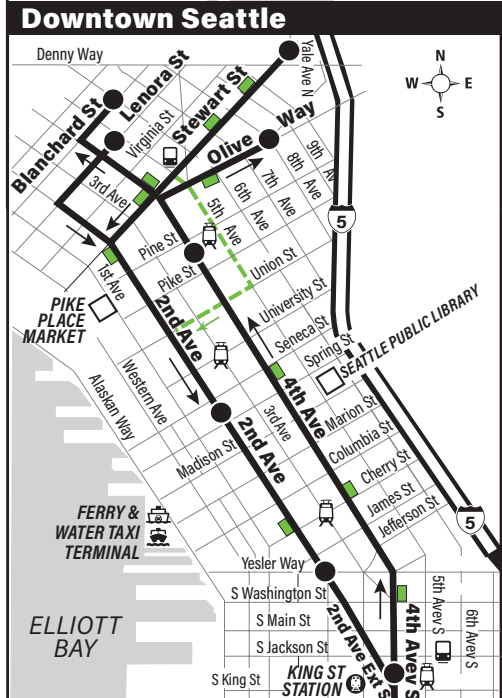 Downtown Seattle
Denny Way
Yale Ave N
N
W E
S
Blanchard St
Lenora St
Virginia St
Stewart St
Olive Way
9th Ave
8th Ave
7th Ave
6th Ave
5th Ave
3rd Ave
5
Pine St
Pike St
Union St
1st Ave
PIKE
PLACE
MARKET
2nd Ave
University St
Seneca St
Spring St
SEATTLE PUBLIC LIBRARY
Western Ave
Alaskan Way
4th Ave
3rd Ave
2nd Ave
Madison St
Marion St
Columbia St
Cherry St
James St
Jefferson St
5
FERRY &
WATER TAXI
TERMINAL
Yesler Way
S Washington St
S Main St
S Jackson St
S King St
2nd Ave Ext S
4th Avev S
5th Avev S
6th Avev S
ELLIOTT
BAY
KING ST
STATION